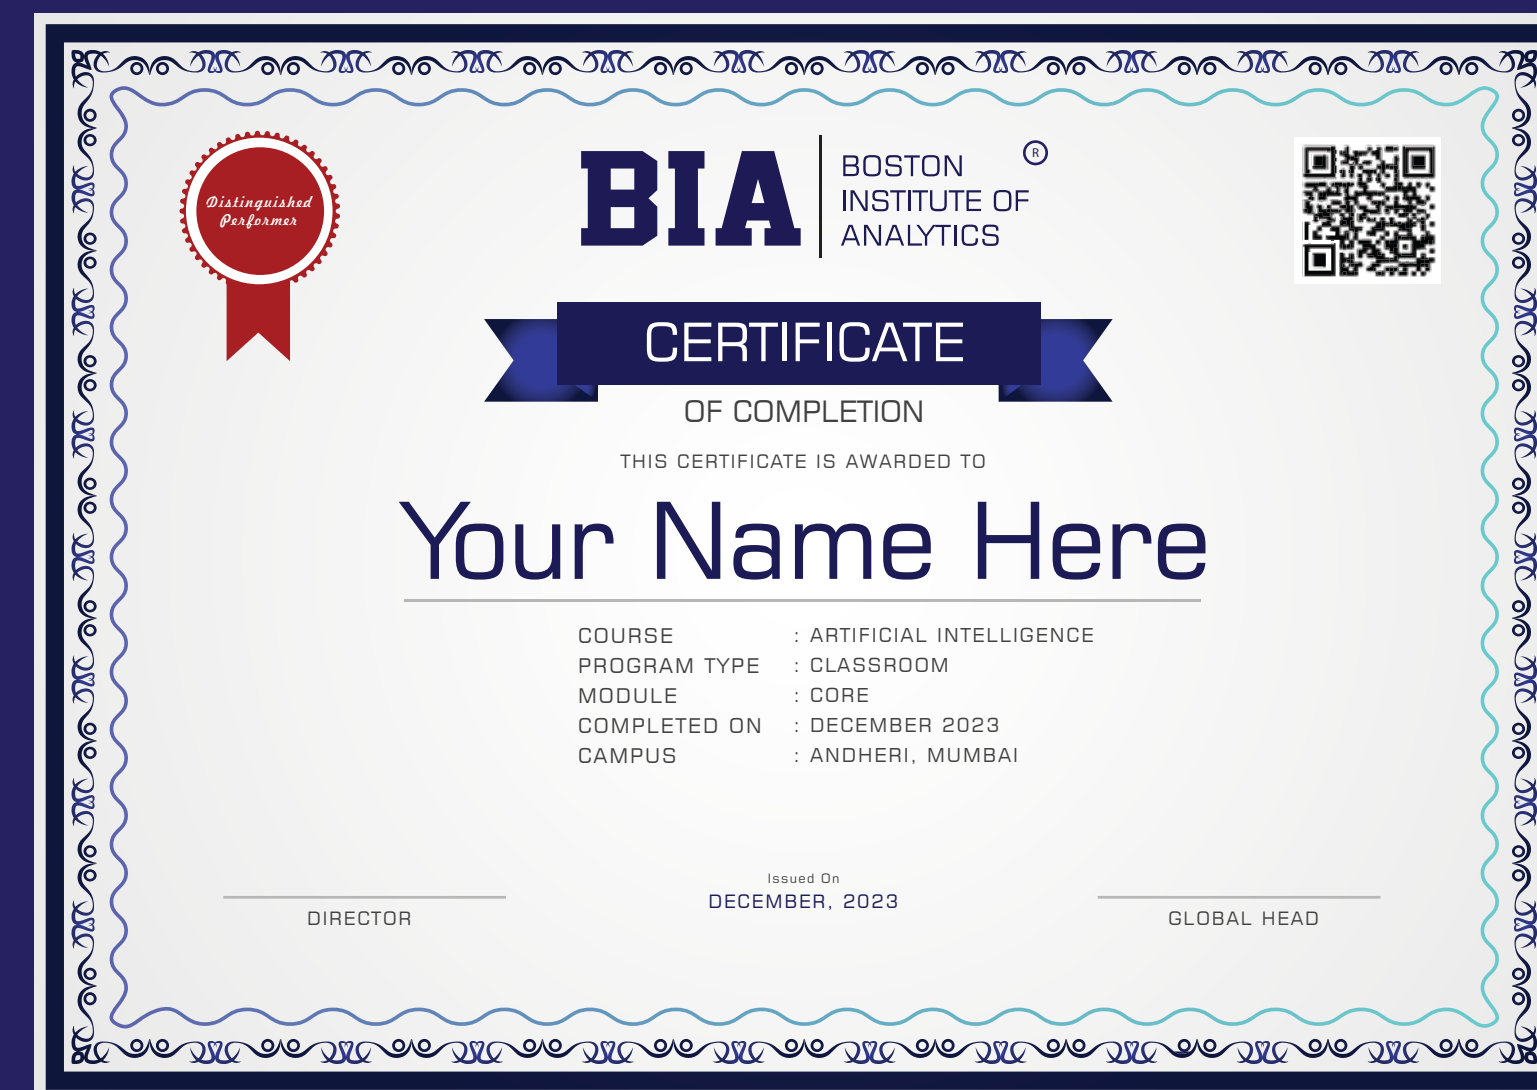 Distinguished
Performer
BIA
BOSTON
INSTITUTE OF
ANALYTICS
R
CERTIFICATE
OF COMPLETION
THIS CERTIFICATE IS AWARDED TO
Your Name Here
COURSE : ARTIFICIAL INTELLIGENCE
PROGRAM TYPE : CLASSROOM
MODULE : CORE
COMPLETED ON : DECEMBER 2023
CAMPUS : ANDHERI, MUMBAI
Issued On
DECEMBER, 2023
DIRECTOR
GLOBAL HEAD